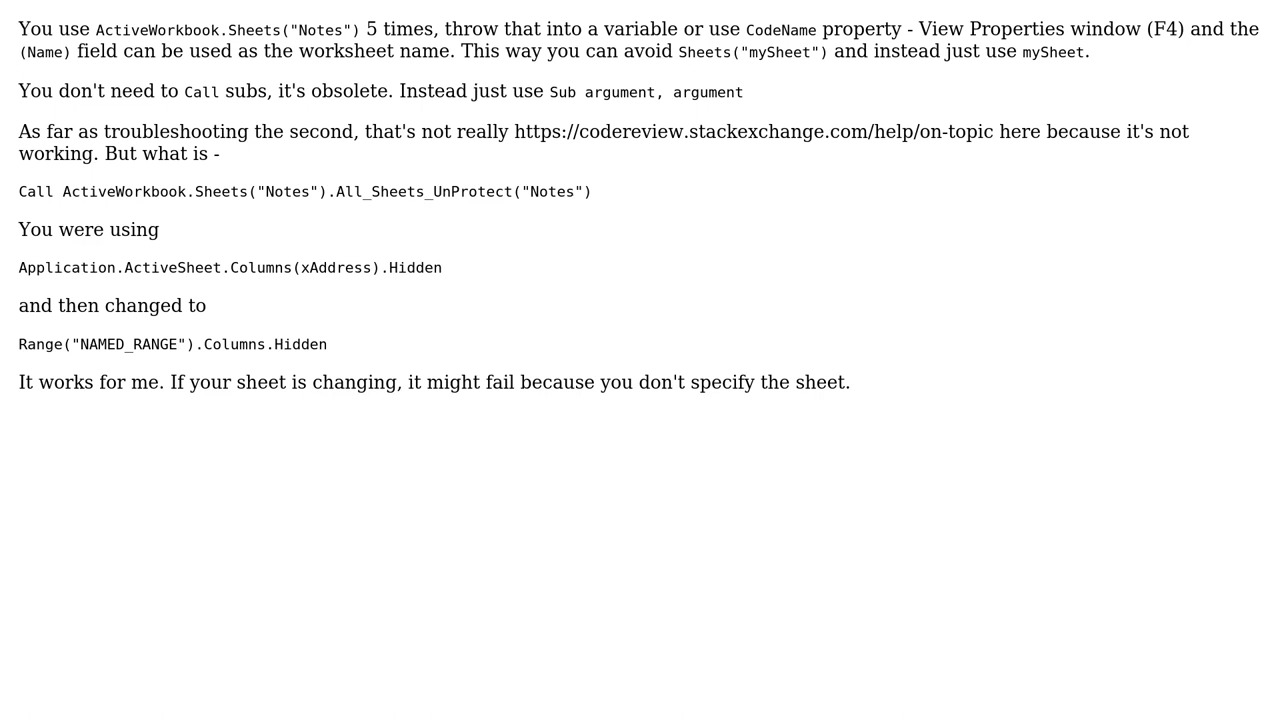 You use ActiveWorkbook.Sheets("Notes") 5 times, throw that into a variable or use CodeName property - View Properties window (F4) and the
(Name) field can be used as the worksheet name. This way you can avoid Sheets("mySheet") and instead just use mySheet.
You don't need to Call subs, it's obsolete. Instead just use Sub argument, argument
As far as troubleshooting the second, that's not really https://codereview.stackexchange.com/help/on-topic here because it's not
working. But what is -
Call ActiveWorkbook.Sheets("Notes").All_Sheets_UnProtect("Notes")
You were using
Application.ActiveSheet.Columns(xAddress).Hidden
and then changed to
Range("NAMED_RANGE").Columns.Hidden
It works for me. If your sheet is changing, it might fail because you don't specify the sheet.